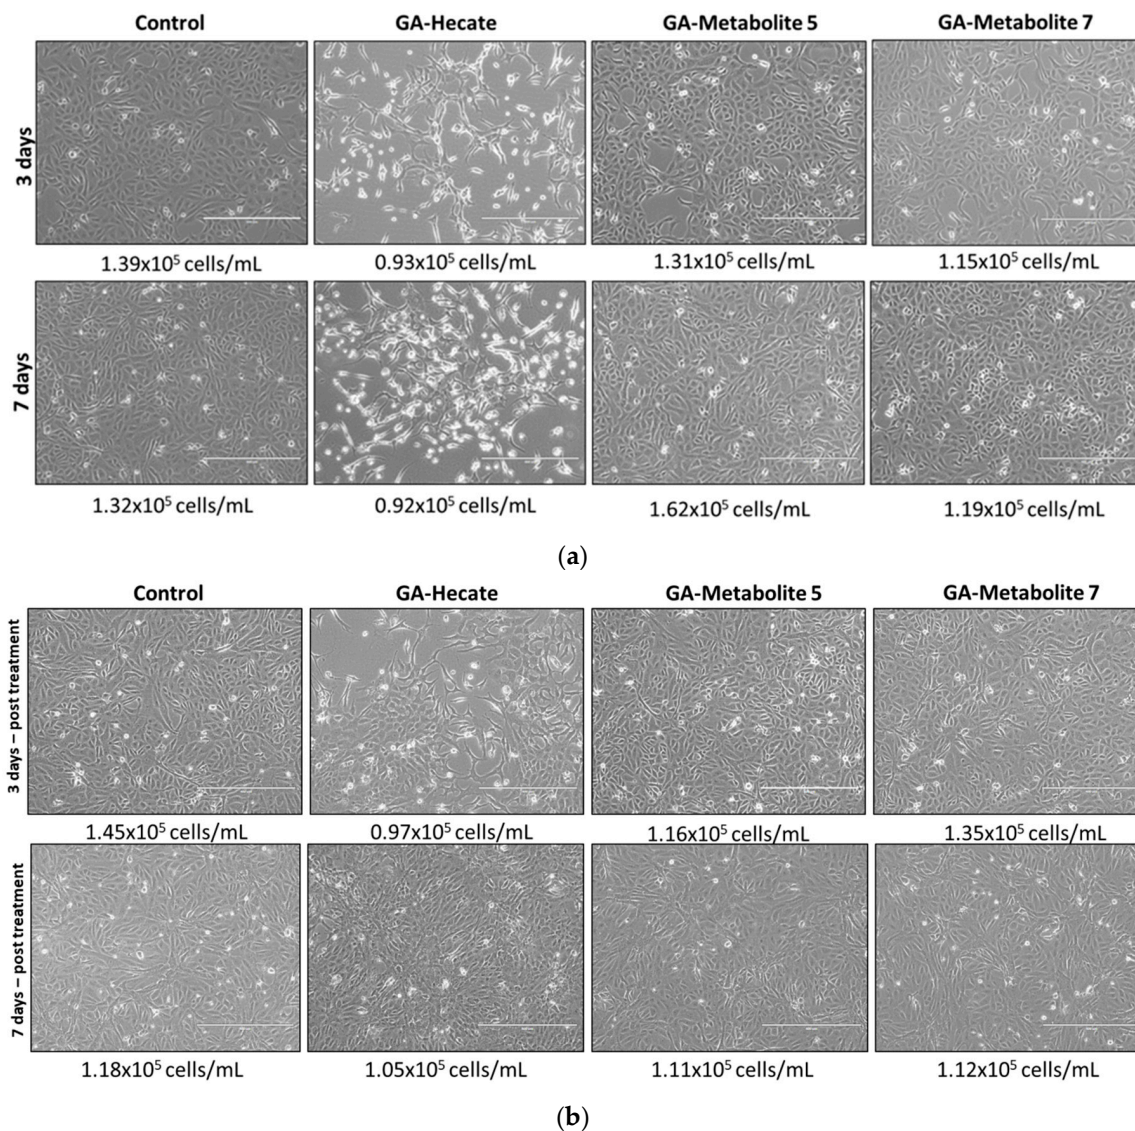 Control GA-Hecate GA-Metabolite 5 GA-Metabolite 7
3 days
1.39x10⁵ cells/mL 0.93x10⁵ cells/mL 1.31x10⁵ cells/mL 1.15x10⁵ cells/mL
7 days
1.32x10⁵ cells/mL 0.92x10⁵ cells/mL 1.62x10⁵ cells/mL 1.19x10⁵ cells/mL
(a)
Control GA-Hecate GA-Metabolite 5 GA-Metabolite 7
3 days – post treatment
1.45x10⁵ cells/mL 0.97x10⁵ cells/mL 1.16x10⁵ cells/mL 1.35x10⁵ cells/mL
7 days – post treatment
1.18x10⁵ cells/mL 1.05x10⁵ cells/mL 1.11x10⁵ cells/mL 1.12x10⁵ cells/mL
(b)